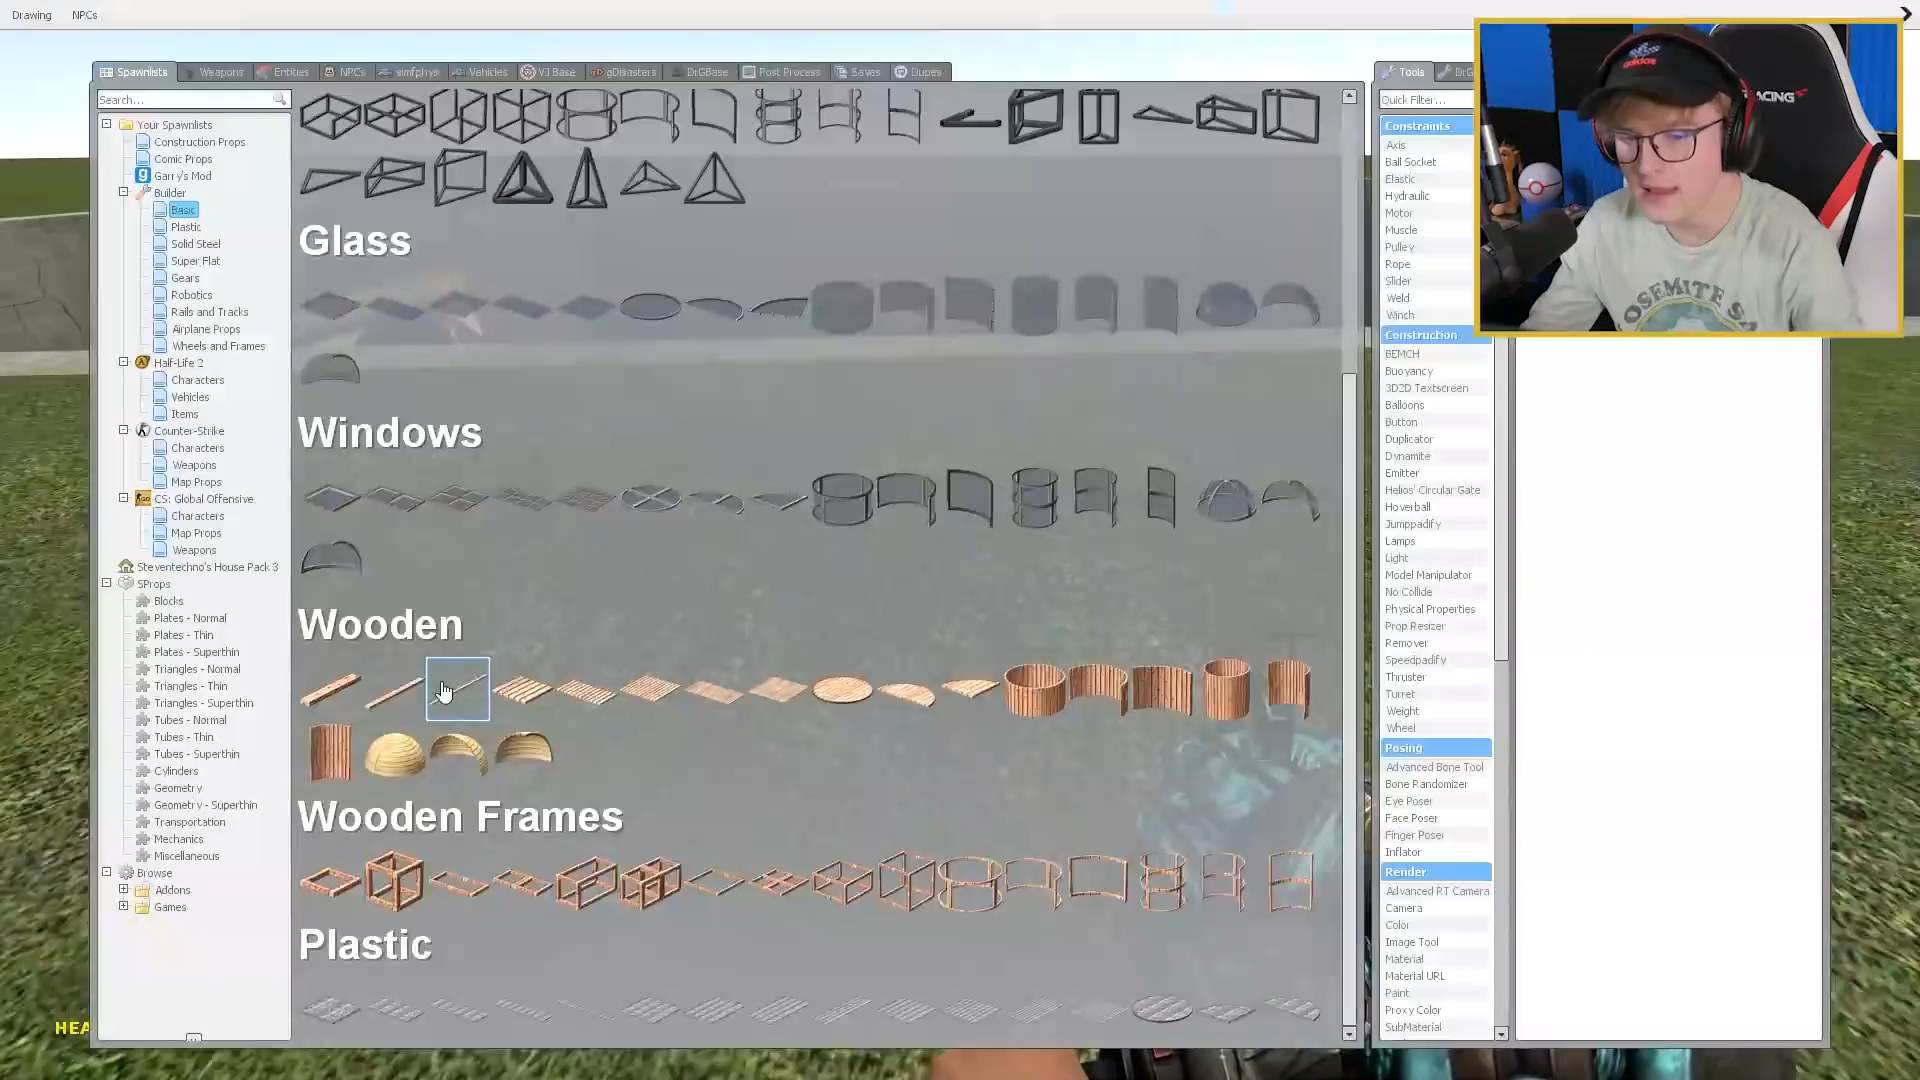 Drawing NPCs
Spawnlists Weapons Entities NPCs simfphys Vehicles VJ Base gDisasters DrGBase Post Process Saves Dupes
Search...
Your Spawnlists
Construction Props
Comic Props
Garry's Mod
Builder
Basic
Plastic
Solid Steel
Super Flat
Gears
Robotics
Rails and Tracks
Airplane Props
Wheels and Frames
Half-Life 2
Characters
Vehicles
Items
Counter-Strike
Characters
Weapons
Map Props
CS: Global Offensive
Characters
Map Props
Weapons
Steventechno's House Pack 3
SProps
Blocks
Plates - Normal
Plates - Thin
Plates - Superthin
Triangles - Normal
Triangles - Thin
Triangles - Superthin
Tubes - Normal
Tubes - Thin
Tubes - Superthin
Cylinders
Geometry
Geometry - Superthin
Transportation
Mechanics
Miscellaneous
Browse
Addons
Games
Glass
Windows
Wooden
Wooden Frames
Plastic
Tools DrG
Quick Filter...
Constraints
Axis
Ball Socket
Elastic
Hydraulic
Motor
Muscle
Pulley
Rope
Slider
Weld
Winch
Construction
BEMCH
Buoyancy
3D2D Textscreen
Balloons
Button
Duplicator
Dynamite
Emitter
Helios' Circular Gate
Hoverball
Jumppadify
Lamps
Light
Model Manipulator
No Collide
Physical Properties
Prop Resizer
Remover
Speedpadify
Thruster
Turret
Weight
Wheel
Posing
Advanced Bone Tool
Bone Randomizer
Eye Poser
Face Poser
Finger Poser
Inflator
Render
Advanced RT Camera
Camera
Color
Image Tool
Material
Material URL
Paint
Proxy Color
SubMaterial
HEA
adidas
RACING
YOSEMITE